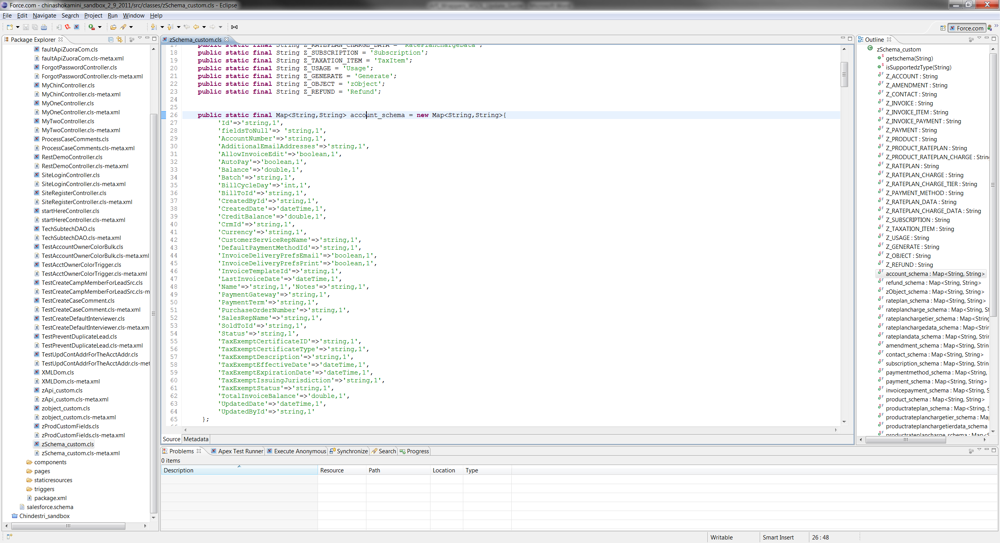 Force.com - chinashokamini_sandbox_2_9_2011/src/classes/zSchema_custom.cls - Eclipse
File Edit Navigate Search Project Run Window Help
Force.com
Package Explorer
faultApiZuoraCom.cls
faultApiZuoraCom.cls-meta.xml
ForgotPasswordController.cls
ForgotPasswordController.cls-meta.xml
MyChinController.cls
MyChinController.cls-meta.xml
MyOneController.cls
MyOneController.cls-meta.xml
MyTwoController.cls
MyTwoController.cls-meta.xml
ProcessCaseComments.cls
ProcessCaseComments.cls-meta.xml
RestDemoController.cls
RestDemoController.cls-meta.xml
SiteLoginController.cls
SiteLoginController.cls-meta.xml
SiteRegisterController.cls
SiteRegisterController.cls-meta.xml
startHereController.cls
startHereController.cls-meta.xml
TechSubtechDAO.cls
TechSubtechDAO.cls-meta.xml
TestAccountOwnerColorBulk.cls
TestAccountOwnerColorBulk.cls-meta.xml
TestAcctOwnerColorTrigger.cls
TestAcctOwnerColorTrigger.cls-meta.xml
TestCreateCampMemberForLeadSrc.cls
TestCreateCampMemberForLeadSrc.cls-m
TestCreateCaseComment.cls
TestCreateCaseComment.cls-meta.xml
TestCreateDefaultInterviewer.cls
TestCreateDefaultInterviewer.cls-meta.xm
TestPreventDuplicateLead.cls
TestPreventDuplicateLead.cls-meta.xml
TestUpdContAddrForTheAcctAddr.cls
TestUpdContAddrForTheAcctAddr.cls-met
XMLDom.cls
XMLDom.cls-meta.xml
zApi_custom.cls
zApi_custom.cls-meta.xml
zobject_custom.cls
zobject_custom.cls-meta.xml
zProdCustomFields.cls
zProdCustomFields.cls-meta.xml
zSchema_custom.cls
zSchema_custom.cls-meta.xml
components
pages
staticresources
triggers
package.xml
salesforce.schema
Chindestri_sandbox
zSchema_custom.cls
17 public static final String Z_RATEPLAN_CHARGE_DATA = 'RatePlanChargeData';
18 public static final String Z_SUBSCRIPTION = 'Subscription';
19 public static final String Z_TAXATION_ITEM = 'TaxItem';
20 public static final String Z_USAGE = 'Usage';
21 public static final String Z_GENERATE = 'Generate';
22 public static final String Z_OBJECT = 'zObject';
23 public static final String Z_REFUND = 'Refund';
24
25
26 public static final Map<String,String> account_schema = new Map<String,String>{
27 'Id'=>'string,1',
28 'fieldsToNull'=> 'string,1',
29 'AccountNumber'=>'string,1',
30 'AdditionalEmailAddresses'=>'string,1',
31 'AllowInvoiceEdit'=>'boolean,1',
32 'AutoPay'=>'boolean,1',
33 'Balance'=>'double,1',
34 'Batch'=>'string,1',
35 'BillCycleDay'=>'int,1',
36 'BillToId'=>'string,1',
37 'CreatedById'=>'string,1',
38 'CreatedDate'=>'dateTime,1',
39 'CreditBalance'=>'double,1',
40 'CrmId'=>'string,1',
41 'Currency'=>'string,1',
42 'CustomerServiceRepName'=>'string,1',
43 'DefaultPaymentMethodId'=>'string,1',
44 'InvoiceDeliveryPrefsEmail'=>'boolean,1',
45 'InvoiceDeliveryPrefsPrint'=>'boolean,1',
46 'InvoiceTemplateId'=>'string,1',
47 'LastInvoiceDate'=>'dateTime,1',
48 'Name'=>'string,1','Notes'=>'string,1',
49 'PaymentGateway'=>'string,1',
50 'PaymentTerm'=>'string,1',
51 'PurchaseOrderNumber'=>'string,1',
52 'SalesRepName'=>'string,1',
53 'SoldToId'=>'string,1',
54 'Status'=>'string,1',
55 'TaxExemptCertificateID'=>'string,1',
56 'TaxExemptCertificateType'=>'string,1',
57 'TaxExemptDescription'=>'string,1',
58 'TaxExemptEffectiveDate'=>'dateTime,1',
59 'TaxExemptExpirationDate'=>'dateTime,1',
60 'TaxExemptIssuingJurisdiction'=>'string,1',
61 'TaxExemptStatus'=>'string,1',
62 'TotalInvoiceBalance'=>'double,1',
63 'UpdatedDate'=>'dateTime,1',
64 'UpdatedById'=>'string,1'
65 };
Source Metadata
Outline
zSchema_custom
getschema(String)
isSupportedzType(String)
Z_ACCOUNT : String
Z_AMENDMENT : String
Z_CONTACT : String
Z_INVOICE : String
Z_INVOICE_ITEM : String
Z_INVOICE_PAYMENT : String
Z_PAYMENT : String
Z_PRODUCT : String
Z_PRODUCT_RATEPLAN : String
Z_PRODUCT_RATEPLAN_CHARGE : Strin
Z_RATEPLAN : String
Z_RATEPLAN_CHARGE : String
Z_RATEPLAN_CHARGE_TIER : String
Z_PAYMENT_METHOD : String
Z_RATEPLAN_DATA : String
Z_RATEPLAN_CHARGE_DATA : String
Z_SUBSCRIPTION : String
Z_TAXATION_ITEM : String
Z_USAGE : String
Z_GENERATE : String
Z_OBJECT : String
Z_REFUND : String
account_schema : Map<String, String>
refund_schema : Map<String, String>
zObject_schema : Map<String, String>
rateplan_schema : Map<String, String>
rateplancharge_schema : Map<String, St
rateplanchargetier_schema : Map<String
rateplanchargedata_schema : Map<Strin
rateplandata_schema : Map<String, Strin
amendment_schema : Map<String, Strin
contact_schema : Map<String, String>
subscription_schema : Map<String, Strin
paymentmethod_schema : Map<String,
payment_schema : Map<String, String>
invoicepayment_schema : Map<String, S
product_schema : Map<String, String>
productrateplan_schema : Map<String, S
productrateplanchargetier_schema : Ma
productrateplanchargetierdata_schema
productrateplancharge_schema : Map<S
Problems Apex Test Runner Execute Anonymous Synchronize Search Progress
0 items
Description Resource Path Location Type
Writable Smart Insert 26 : 48